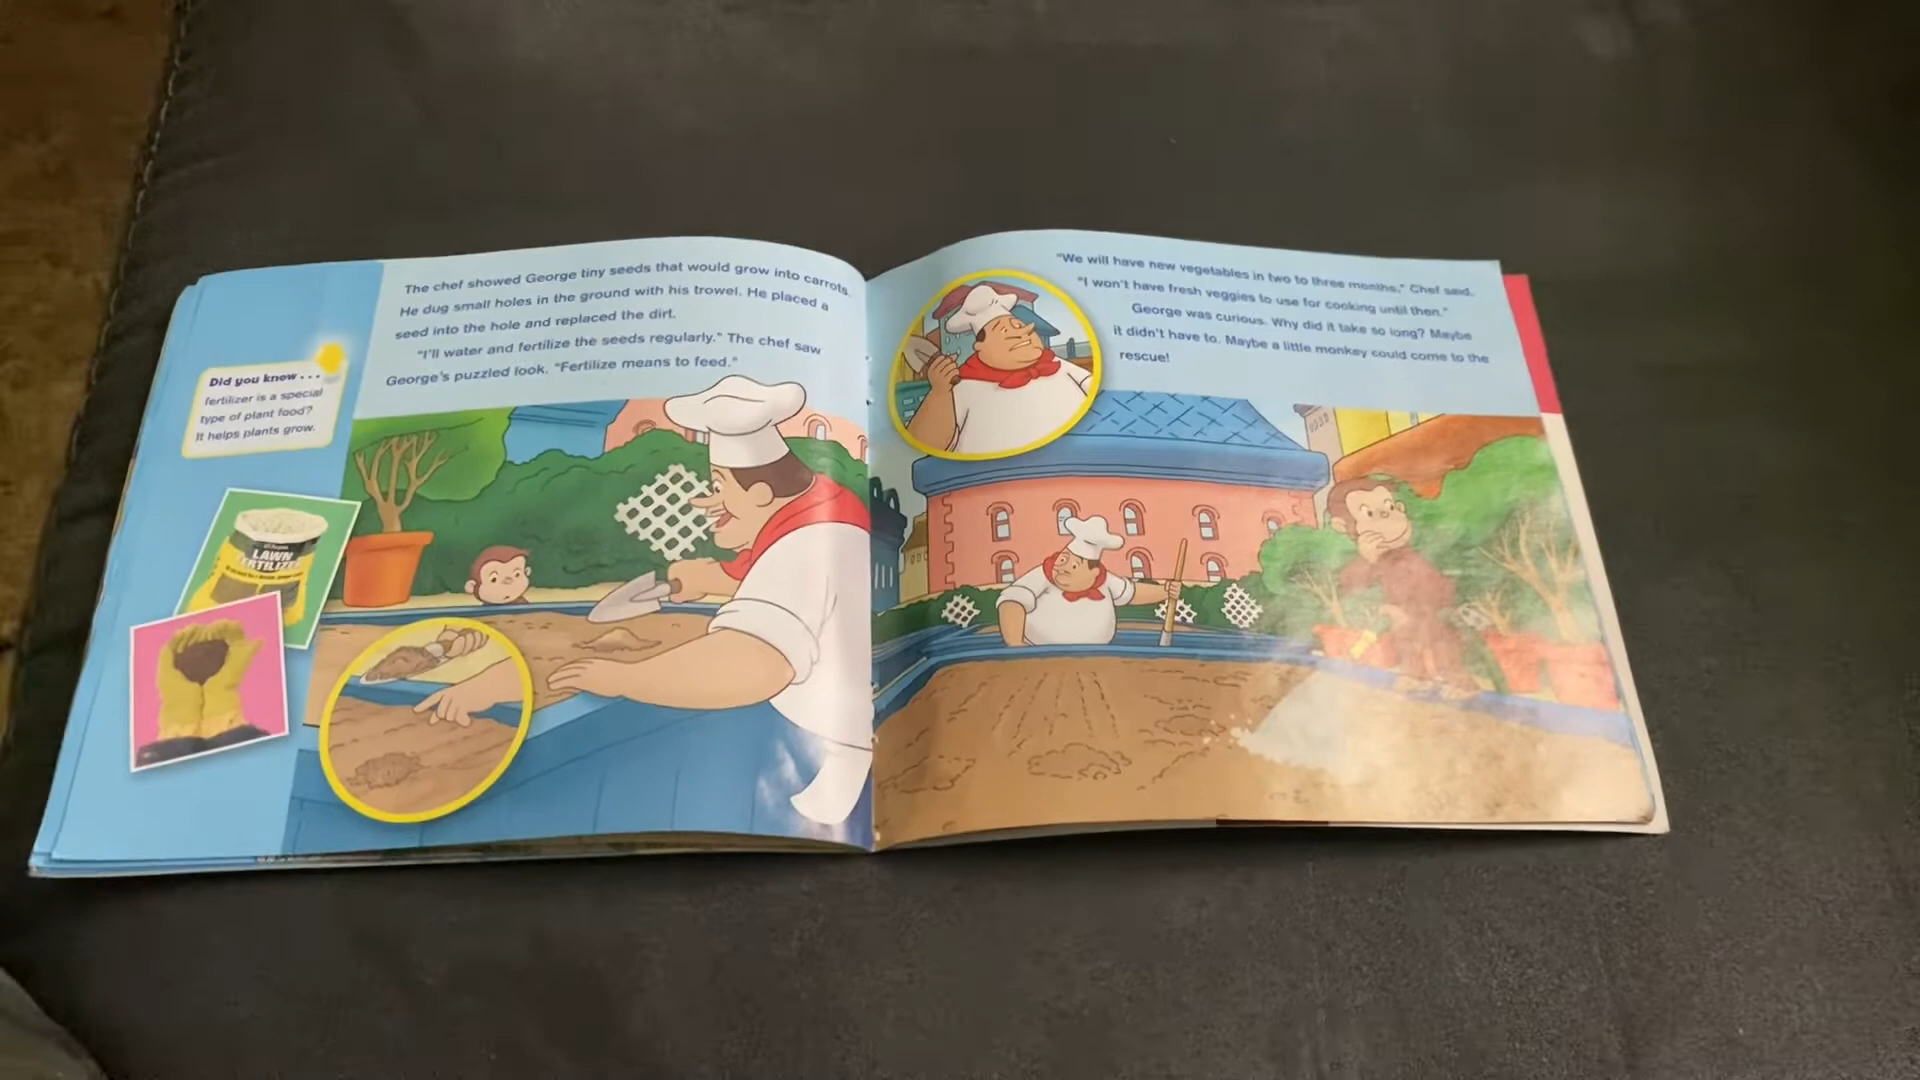 The chef showed George tiny seeds that would grow into carrots.
He dug small holes in the ground with his trowel. He placed a
seed into the hole and replaced the dirt.
"I'll water and fertilize the seeds regularly." The chef saw
George's puzzled look. "Fertilize means to feed."
Did you know . . .
fertilizer is a special
type of plant food?
It helps plants grow.
LAWN
FERTILIZER
"We will have new vegetables in two to three months," Chef said.
"I won't have fresh veggies to use for cooking until then."
George was curious. Why did it take so long? Maybe
it didn't have to. Maybe a little monkey could come to the
rescue!